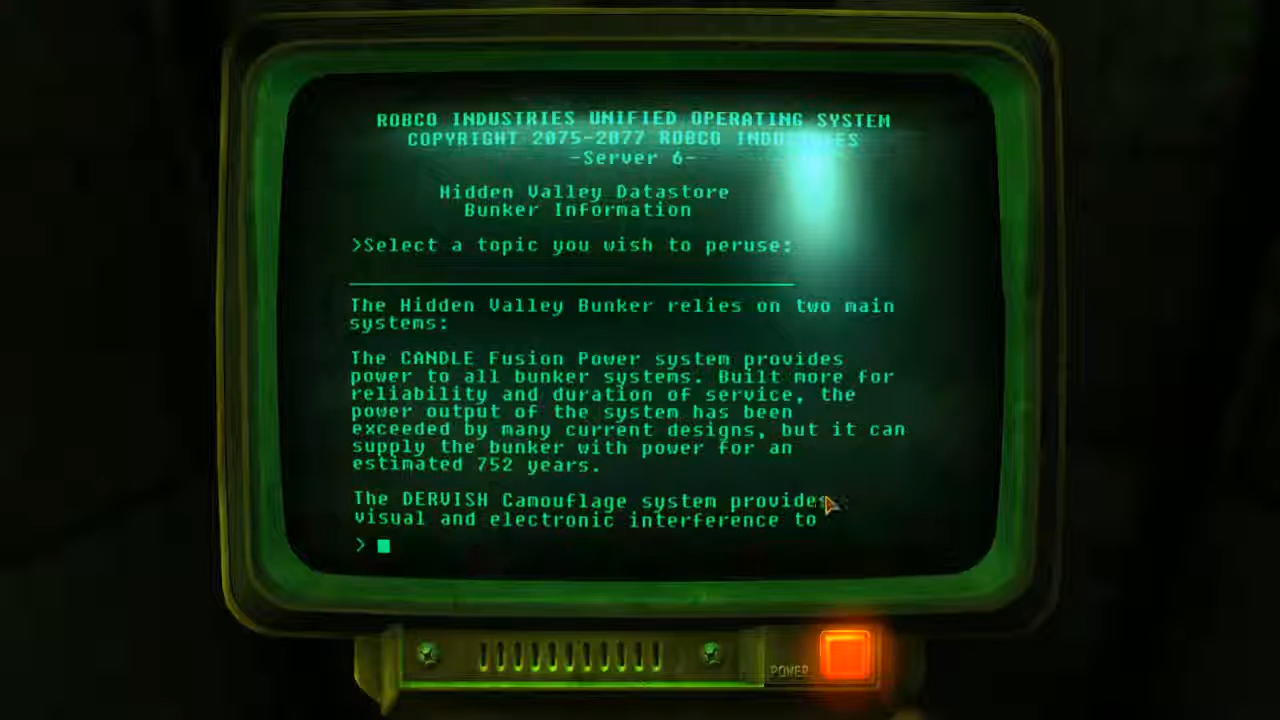 ROBCO INDUSTRIES UNIFIED OPERATING SYSTEM
COPYRIGHT 2075-2077 ROBCO INDUSTRIES
-Server 6-
Hidden Valley Datastore
Bunker Information
>Select a topic you wish to peruse:
The Hidden Valley Bunker relies on two main
systems:
The CANDLE Fusion Power system provides
power to all bunker systems. Built more for
reliability and duration of service, the
power output of the system has been
exceeded by many current designs, but it can
supply the bunker with power for an
estimated 752 years.
The DERVISH Camouflage system provides
visual and electronic interference to
>
POWER